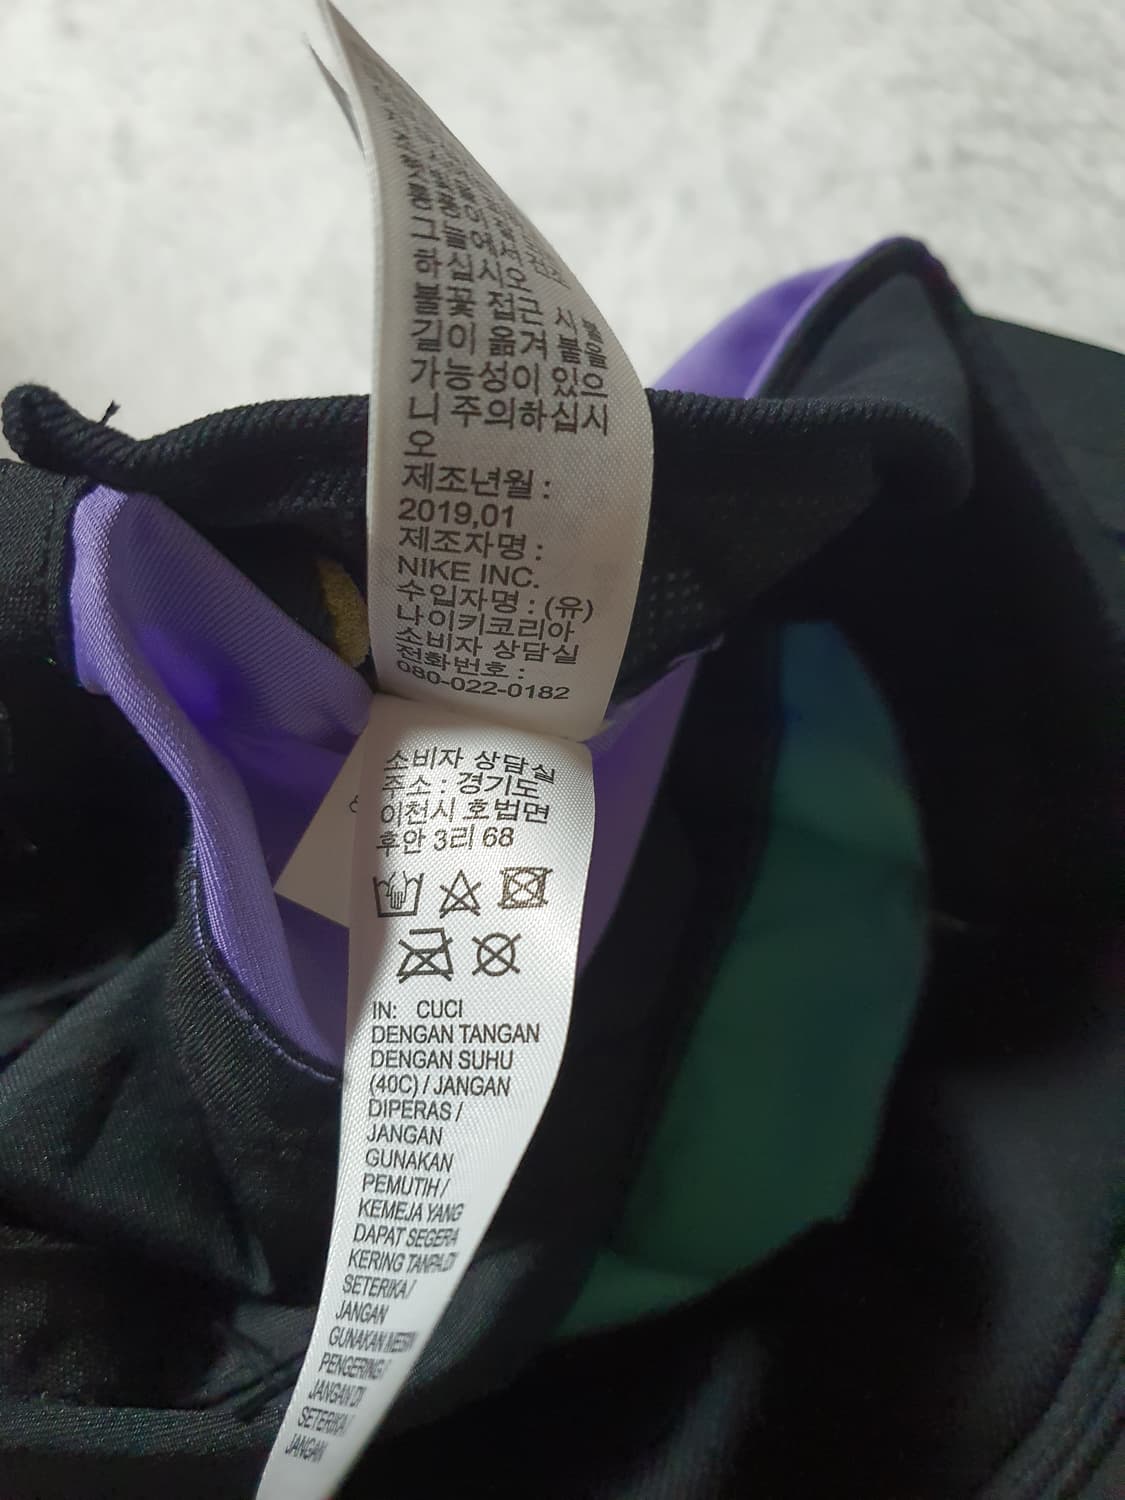 그늘에서
하십시오
불꽃 접근 시 불
길이 옮겨 붙을
가능성이 있으
니 주의하십시
오
제조년월 :
2019,01
제조자명 :
NIKE INC.
수입자명 : (유)
나이키코리아
소비자 상담실
전화번호 :
080-022-0182
소비자 상담실
주소 : 경기도
이천시 호법면
후안 3리 68
IN: CUCI
DENGAN TANGAN
DENGAN SUHU
(40C) / JANGAN
DIPERAS /
JANGAN
GUNAKAN
PEMUTIH /
KEMEJA YANG
DAPAT SEGERA
KERING TANPA DI
SETERIKA /
JANGAN
GUNAKAN MESIN
PENGERING /
JANGAN DI
SETERIKA /
JANGAN